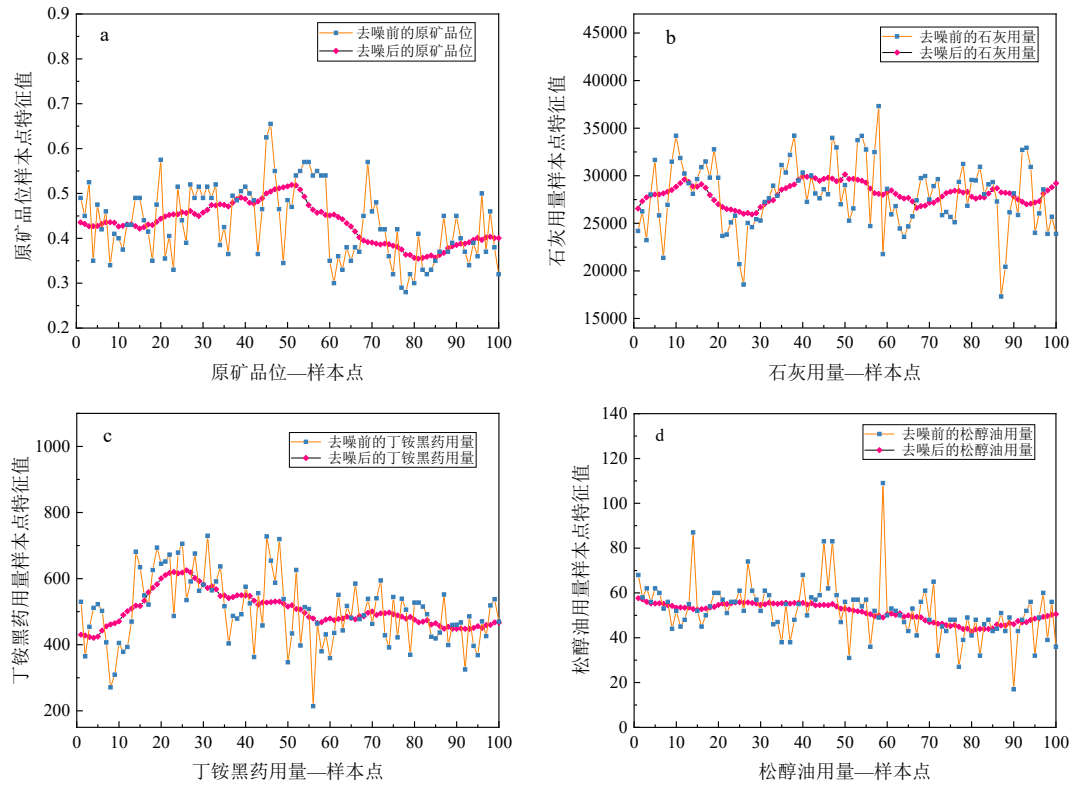 a
去噪前的原矿品位
去噪后的原矿品位
原矿品位样本点特征值
0.9
0.8
0.7
0.6
0.5
0.4
0.3
0.2
0 10 20 30 40 50 60 70 80 90 100
原矿品位—样本点
b
去噪前的石灰用量
去噪后的石灰用量
石灰用量样本点特征值
45000
40000
35000
30000
25000
20000
15000
0 10 20 30 40 50 60 70 80 90 100
石灰用量—样本点
c
去噪前的丁铵黑药用量
去噪后的丁铵黑药用量
丁铵黑药用量样本点特征值
1000
800
600
400
200
0 10 20 30 40 50 60 70 80 90 100
丁铵黑药用量—样本点
d
去噪前的松醇油用量
去噪后的松醇油用量
松醇油用量样本点特征值
140
120
100
80
60
40
20
0
0 10 20 30 40 50 60 70 80 90 100
松醇油用量—样本点